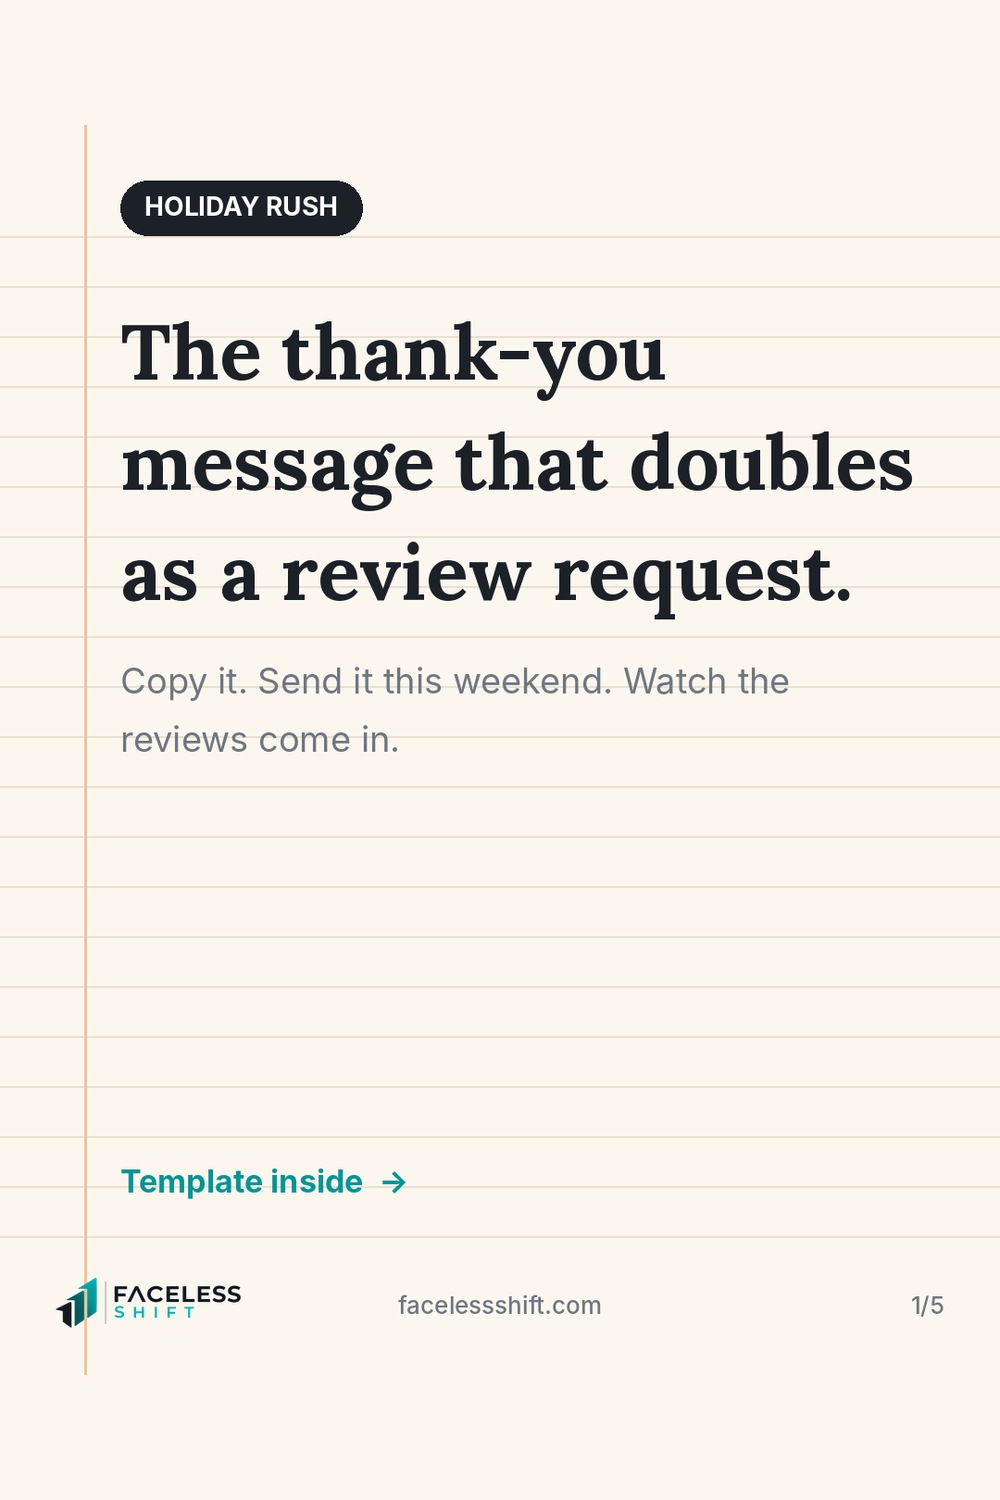 HOLIDAY RUSH
The thank-you
message that doubles
as a review request.
Copy it. Send it this weekend. Watch the
reviews come in.
Template inside →
FACELESS
SHIFT
facelessshift.com
1/5